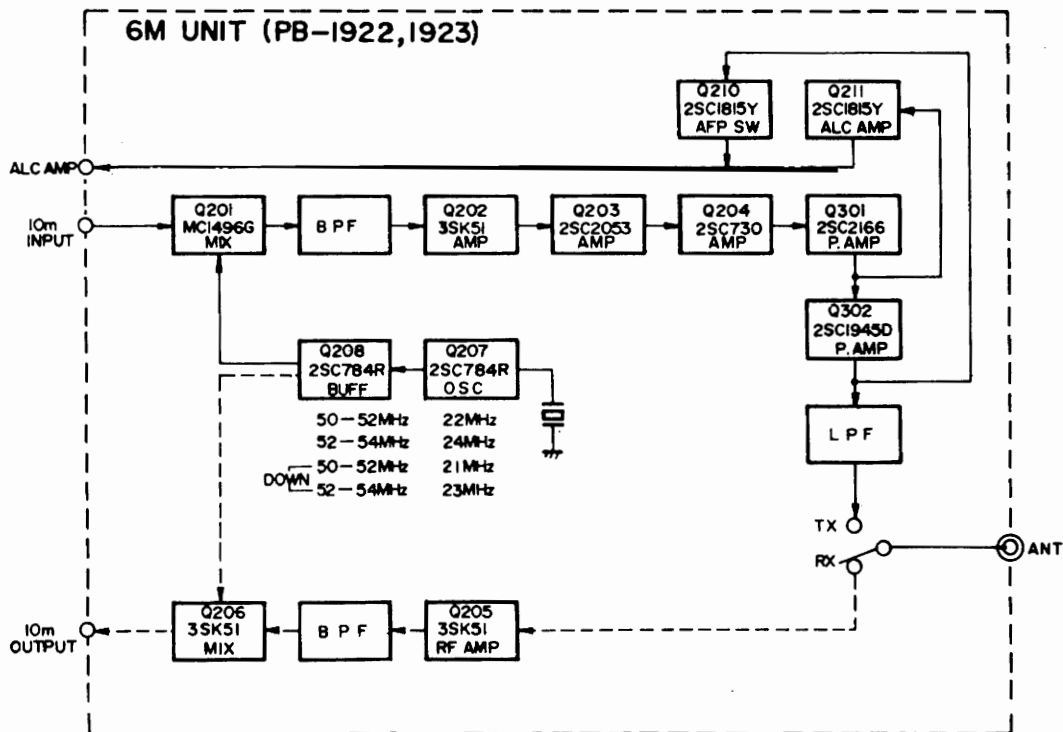 6M UNIT (PB-1922,1923)
Q210
2SC1815Y
AFP SW
Q211
2SC1815Y
ALC AMP
ALC AMP
10m
INPUT
Q201
MC1496G
MIX
BPF
Q202
3SK51
AMP
Q203
2SC2053
AMP
Q204
2SC730
AMP
Q301
2SC2166
P. AMP
Q302
2SC1945D
P. AMP
Q208
2SC784R
BUFF
Q207
2SC784R
OSC
50-52MHz 22MHz
52-54MHz 24MHz
DOWN 50-52MHz 21MHz
52-54MHz 23MHz
LPF
TX
RX
ANT
10m
OUTPUT
Q206
3SK51
MIX
BPF
Q205
3SK51
RF AMP